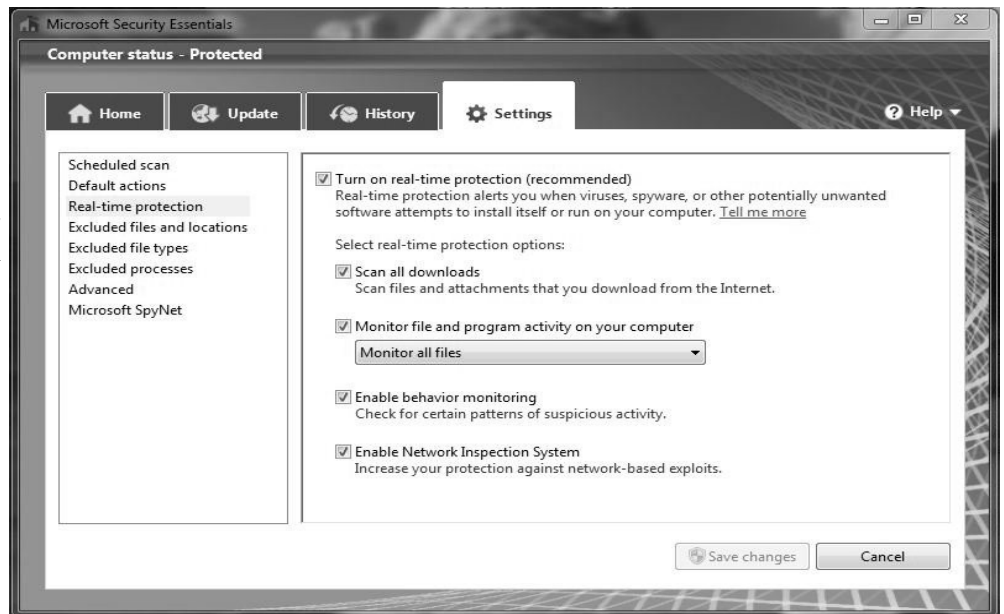 Microsoft Security Essentials
Computer status - Protected
Home
Update
History
Settings
Help
Scheduled scan
Default actions
Real-time protection
Excluded files and locations
Excluded file types
Excluded processes
Advanced
Microsoft SpyNet
Turn on real-time protection (recommended)
Real-time protection alerts you when viruses, spyware, or other potentially unwanted
software attempts to install itself or run on your computer. Tell me more
Select real-time protection options:
Scan all downloads
Scan files and attachments that you download from the Internet.
Monitor file and program activity on your computer
Monitor all files
Enable behavior monitoring
Check for certain patterns of suspicious activity.
Enable Network Inspection System
Increase your protection against network-based exploits.
Save changes
Cancel